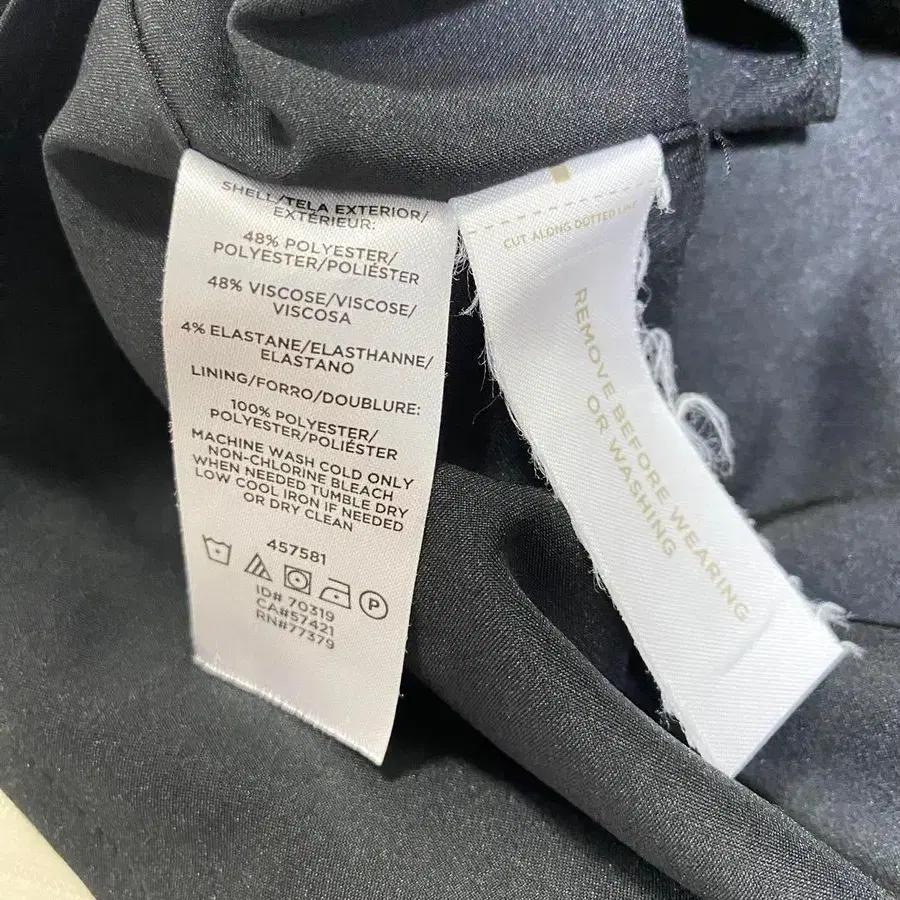 SHELL/TELA EXTERIOR/
EXTÉRIEUR:
48% POLYESTER/
POLYESTER/POLIÉSTER
48% VISCOSE/VISCOSE/
VISCOSA
4% ELASTANE/ELASTHANNE/
ELASTANO
LINING/FORRO/DOUBLURE:
100% POLYESTER/
POLYESTER/POLIÉSTER
MACHINE WASH COLD ONLY
NON-CHLORINE BLEACH
WHEN NEEDED TUMBLE DRY
LOW COOL IRON IF NEEDED
OR DRY CLEAN
457581
P
ID# 70319
CA#57421
RN#77379
CUT ALONG DOTTED LINE
REMOVE BEFORE WEARING
OR WASHING